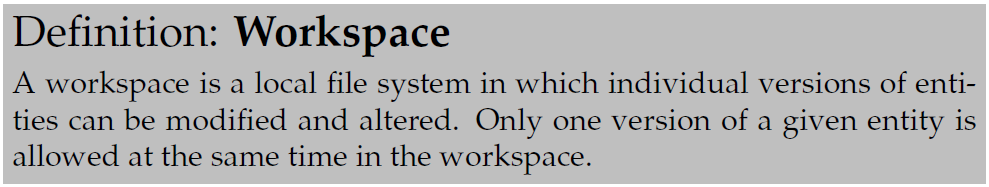 Definition: Workspace
A workspace is a local file system in which individual versions of enti-
ties can be modified and altered. Only one version of a given entity is
allowed at the same time in the workspace.